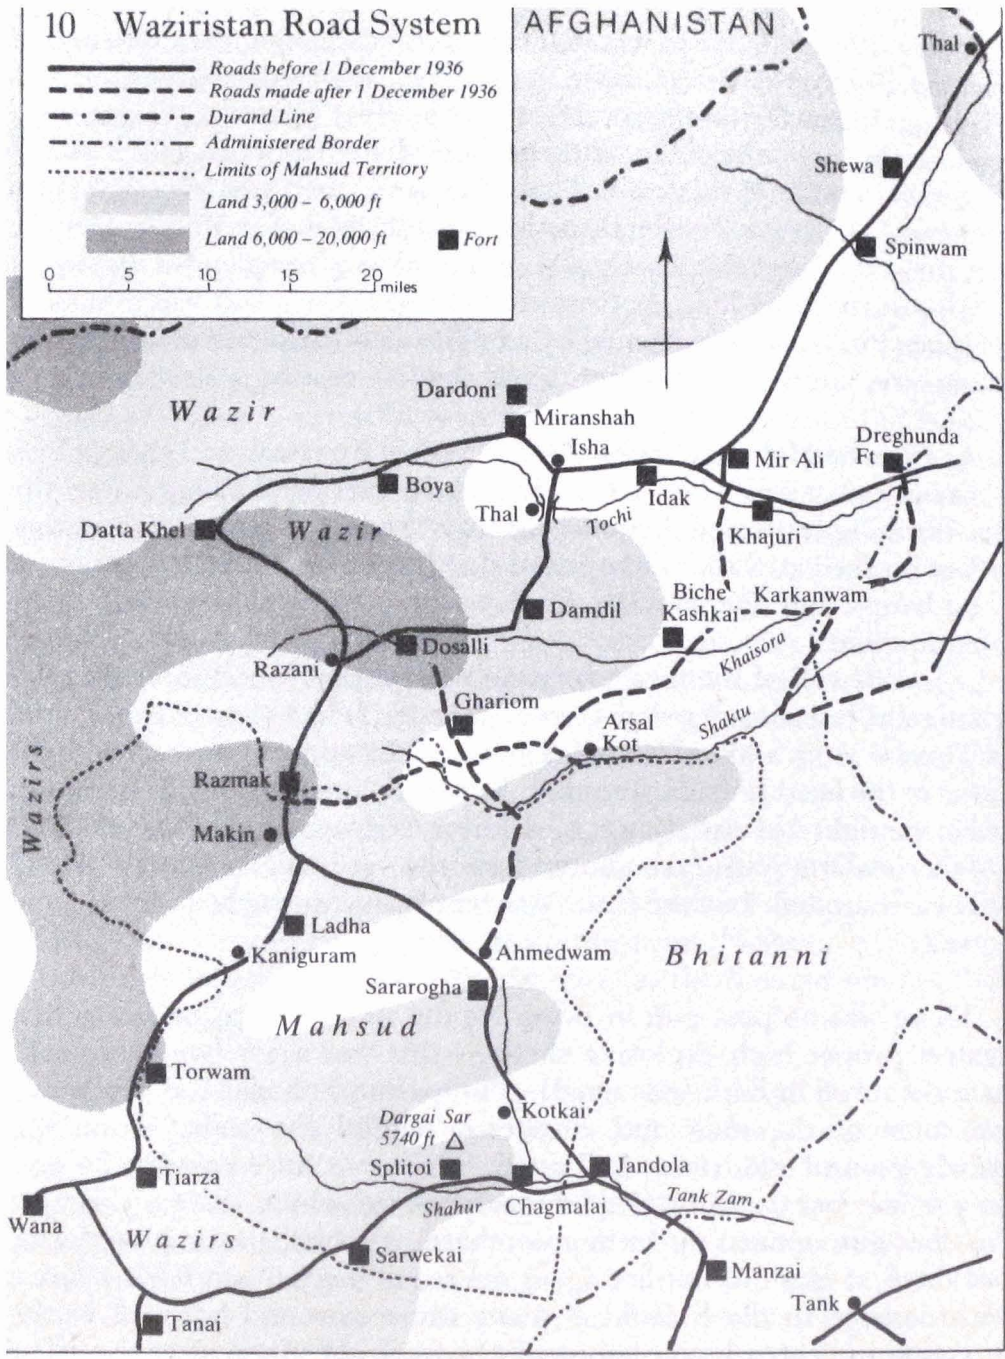 10 Waziristan Road System
Roads before 1 December 1936
Roads made after 1 December 1936
Durand Line
Administered Border
Limits of Mahsud Territory
Land 3,000 – 6,000 ft
Land 6,000 – 20,000 ft
Fort
0 5 10 15 20
miles
AFGHANISTAN
Thal
Shewa
Spinwam
Dardoni
Wazir
Miranshah
Isha
Dreghunda
Ft
Mir Ali
Boya
Idak
Thal
Tochi
Datta Khel
Wazir
Khajuri
Biche
Kashkai
Karkanwam
Damdil
Dosalli
Khaisora
Razani
Ghariom
Arsal
Kot
Shaktu
Wazirs
Razmak
Makin
Ladha
Kaniguram
Ahmedwam
Bhitanni
Sararogha
Mahsud
Torwam
Kotkai
Dargai Sar
5740 ft
Splitoi
Jandola
Tiarza
Shahur
Chagmalai
Tank Zam
Wana
Wazirs
Sarwekai
Manzai
Tank
Tanai